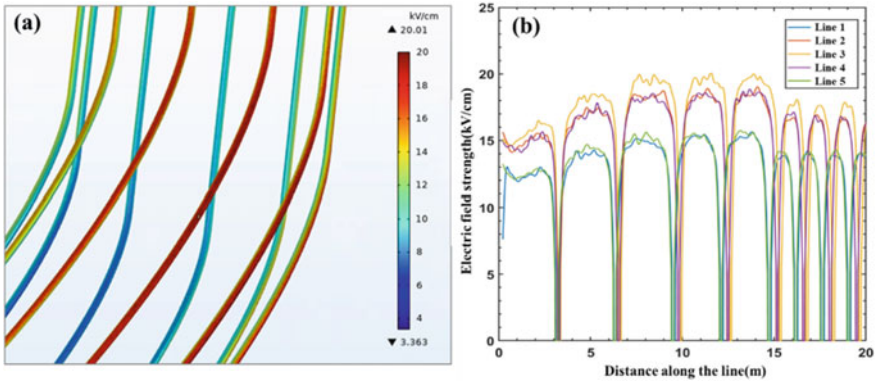 (a)
kV/cm
▲ 20.01
20
18
16
14
12
10
8
6
4
▼ 3.363
(b)
Electric field strength(kV/cm)
25
20
15
10
5
0
0
5
10
15
20
Distance along the line(m)
Line 1
Line 2
Line 3
Line 4
Line 5